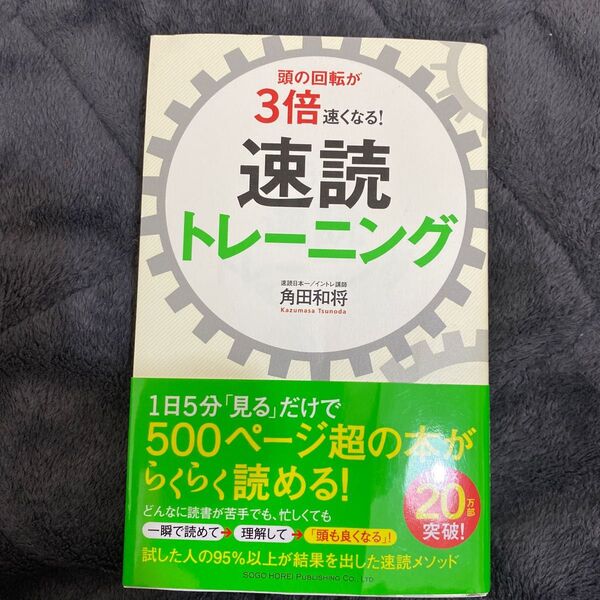 頭の回転が
3倍速くなる!
速読
トレーニング
速読日本一/イントレ講師
角田和将
Kazumasa Tsunoda
1日5分「見る」だけで
500ページ超の本が
らくらく読める!
どんなに読書が苦手でも、忙しくても
一瞬で読めて→理解して→「頭も良くなる」!
試した人の95%以上が結果を出した速読メソッド
20万部
突破!
SOGO HOREI PUBLISHING CO., LTD